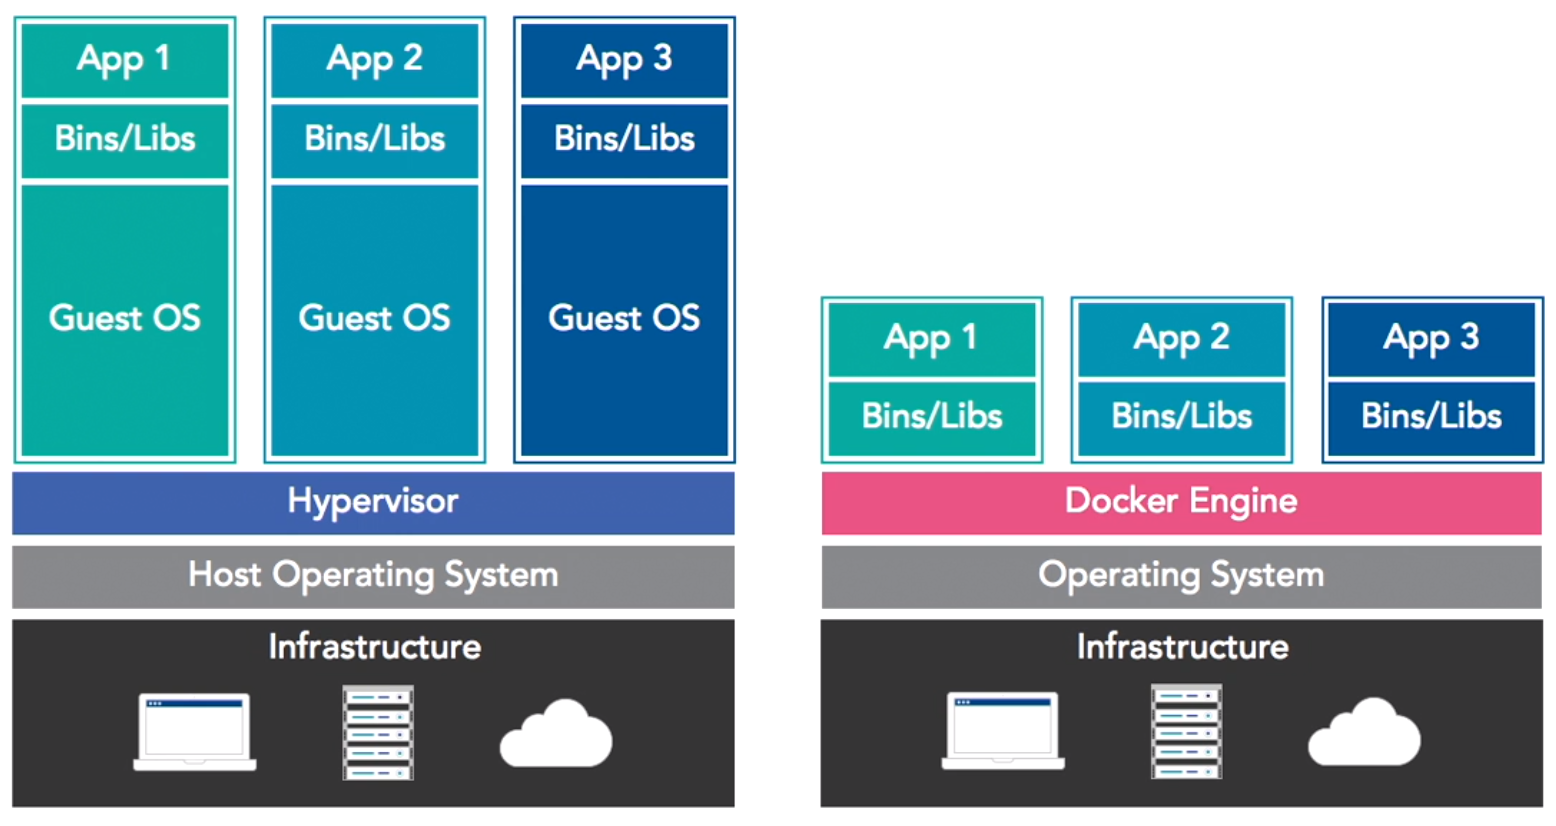 App 1
Bins/Libs
Guest OS
App 2
Bins/Libs
Guest OS
App 3
Bins/Libs
Guest OS
Hypervisor
Host Operating System
Infrastructure
App 1
Bins/Libs
App 2
Bins/Libs
App 3
Bins/Libs
Docker Engine
Operating System
Infrastructure